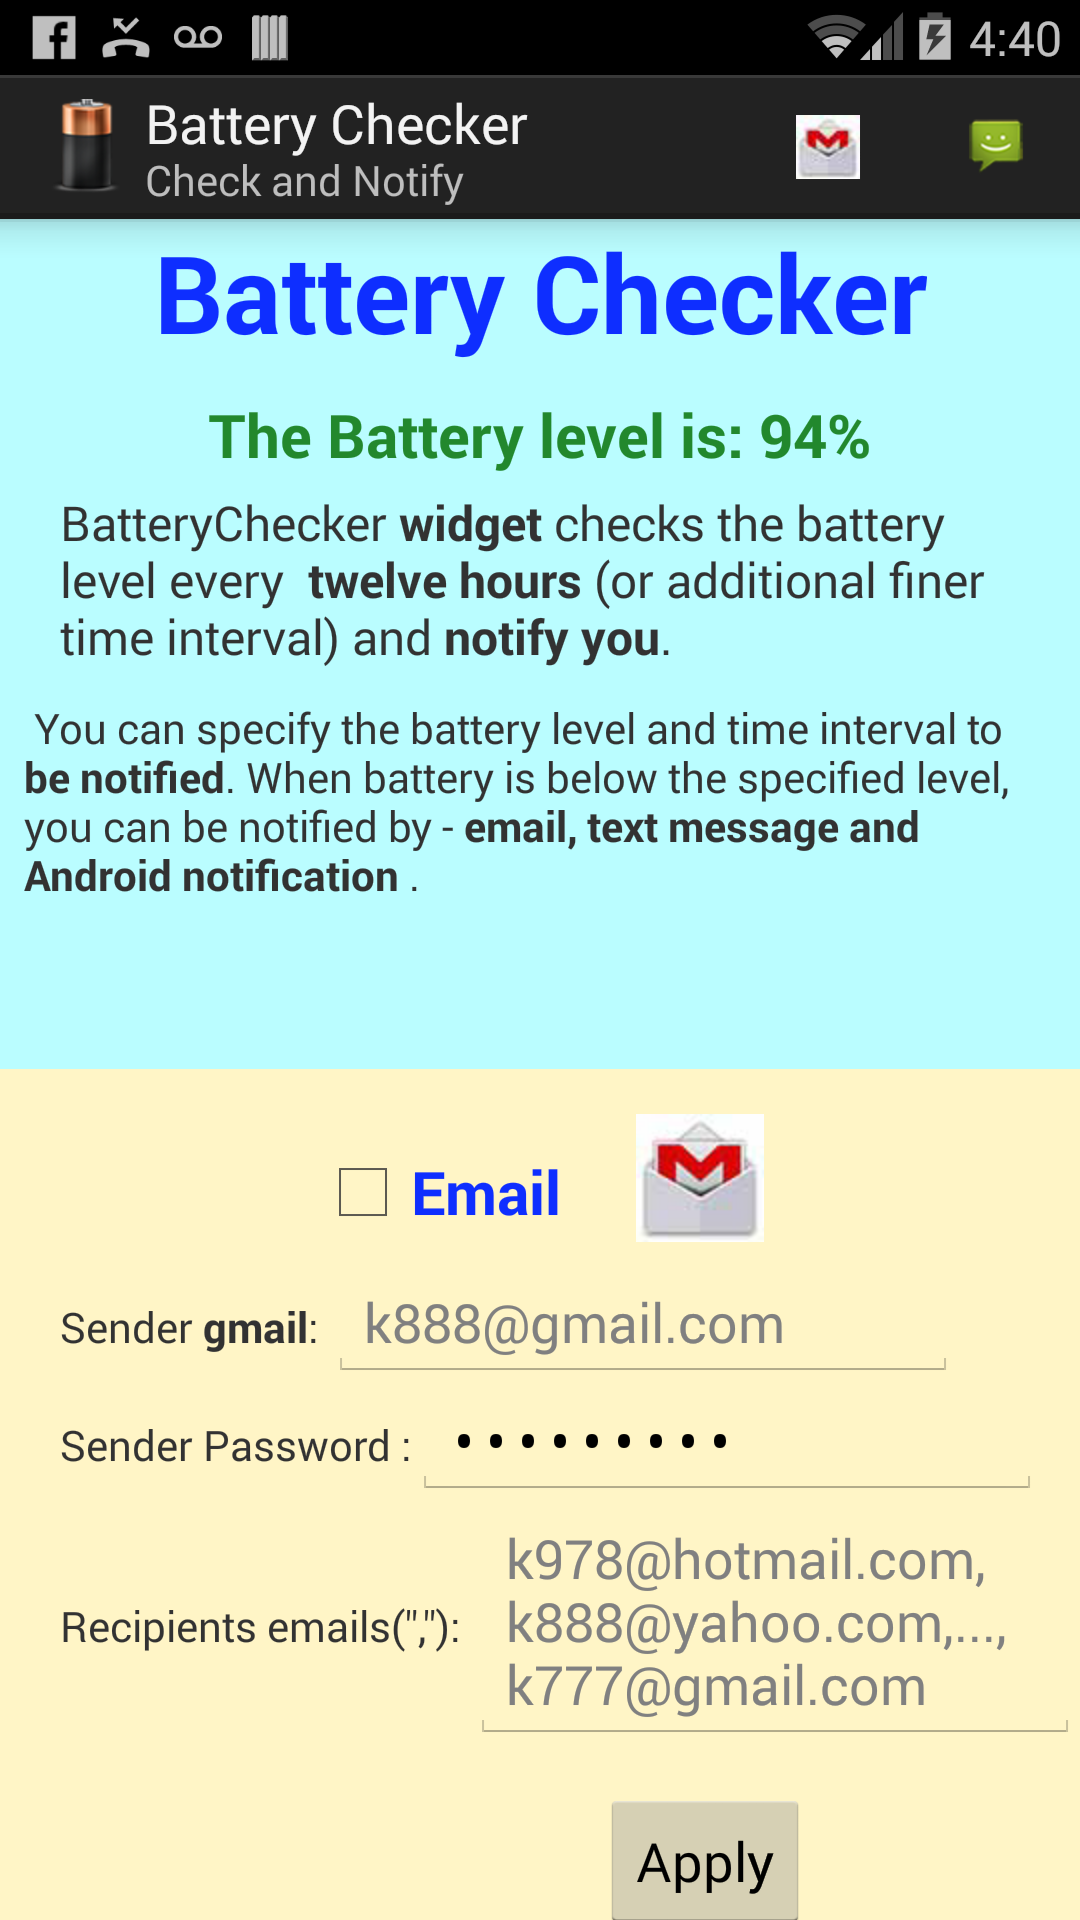 4:40
Battery Checker
Check and Notify
Battery Checker
The Battery level is: 94%
BatteryChecker widget checks the battery
level every twelve hours (or additional finer
time interval) and notify you.
You can specify the battery level and time interval to
be notified. When battery is below the specified level,
you can be notified by - email, text message and
Android notification .
Email
Sender gmail: k888@gmail.com
Sender Password : •••••••••
Recipients emails(","): k978@hotmail.com,
k888@yahoo.com,...,
k777@gmail.com
Apply